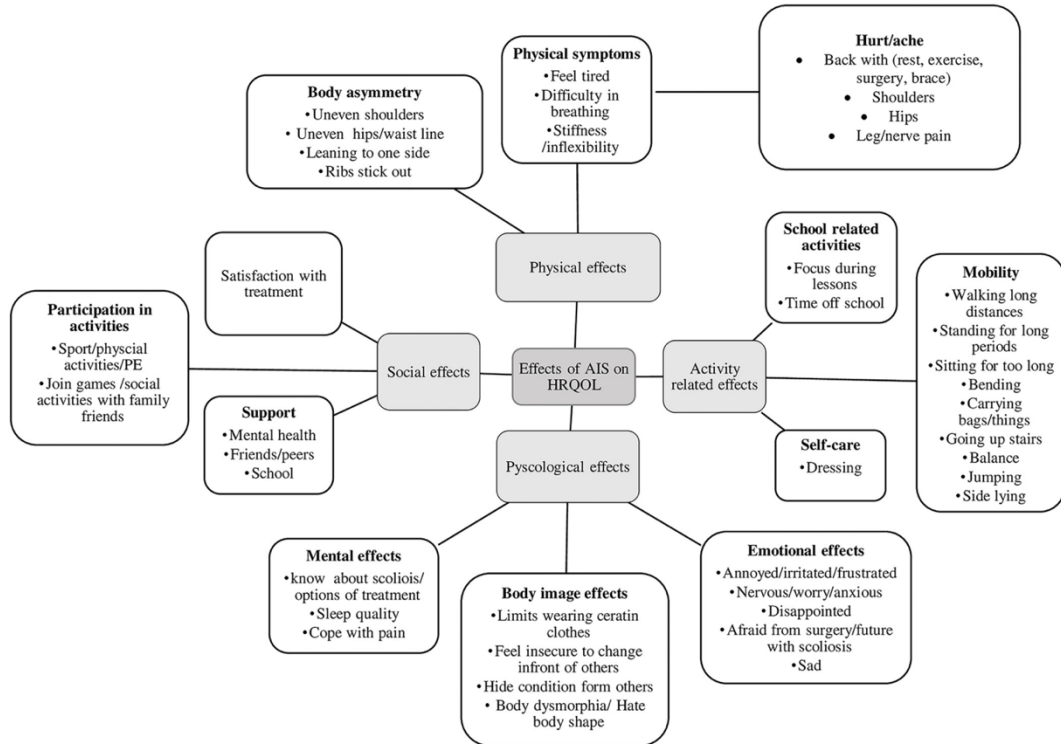 Hurt/ache
• Back with (rest, exercise,
surgery, brace)
• Shoulders
• Hips
• Leg/nerve pain
Physical symptoms
•Feel tired
•Difficulty in
breathing
•Stiffness
/inflexibility
Body asymmetry
•Uneven shoulders
•Uneven hips/waist line
•Leaning to one side
•Ribs stick out
Physical effects
School related
activities
•Focus during
lessons
•Time off school
Mobility
•Walking long
distances
•Standing for long
periods
•Sitting for too long
•Bending
•Carrying
bags/things
•Going up stairs
•Balance
•Jumping
•Side lying
Satisfaction with
treatment
Participation in
activities
•Sport/physcial
activities/PE
•Join games /social
activities with family
friends
Social effects
Effects of AIS on
HRQOL
Activity
related effects
Support
•Mental health
•Friends/peers
•School
Self-care
•Dressing
Pyscological effects
Mental effects
•know about scoliois/
options of treatment
•Sleep quality
•Cope with pain
Body image effects
•Limits wearing ceratin
clothes
•Feel insecure to change
infront of others
•Hide condition form others
• Body dysmorphia/ Hate
body shape
Emotional effects
•Annoyed/irritated/frustrated
•Nervous/worry/anxious
•Disappointed
•Afraid from surgery/future
with scoliosis
•Sad